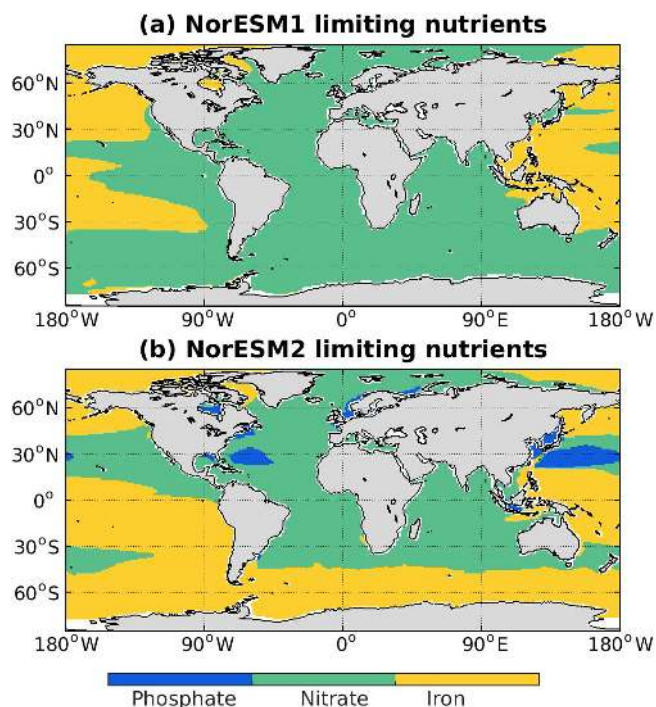 (a) NorESM1 limiting nutrients
60°N
30°N
0°
30°S
60°S
180°W 90°W 0° 90°E 180°W
(b) NorESM2 limiting nutrients
60°N
30°N
0°
30°S
60°S
180°W 90°W 0° 90°E 180°W
Phosphate Nitrate Iron